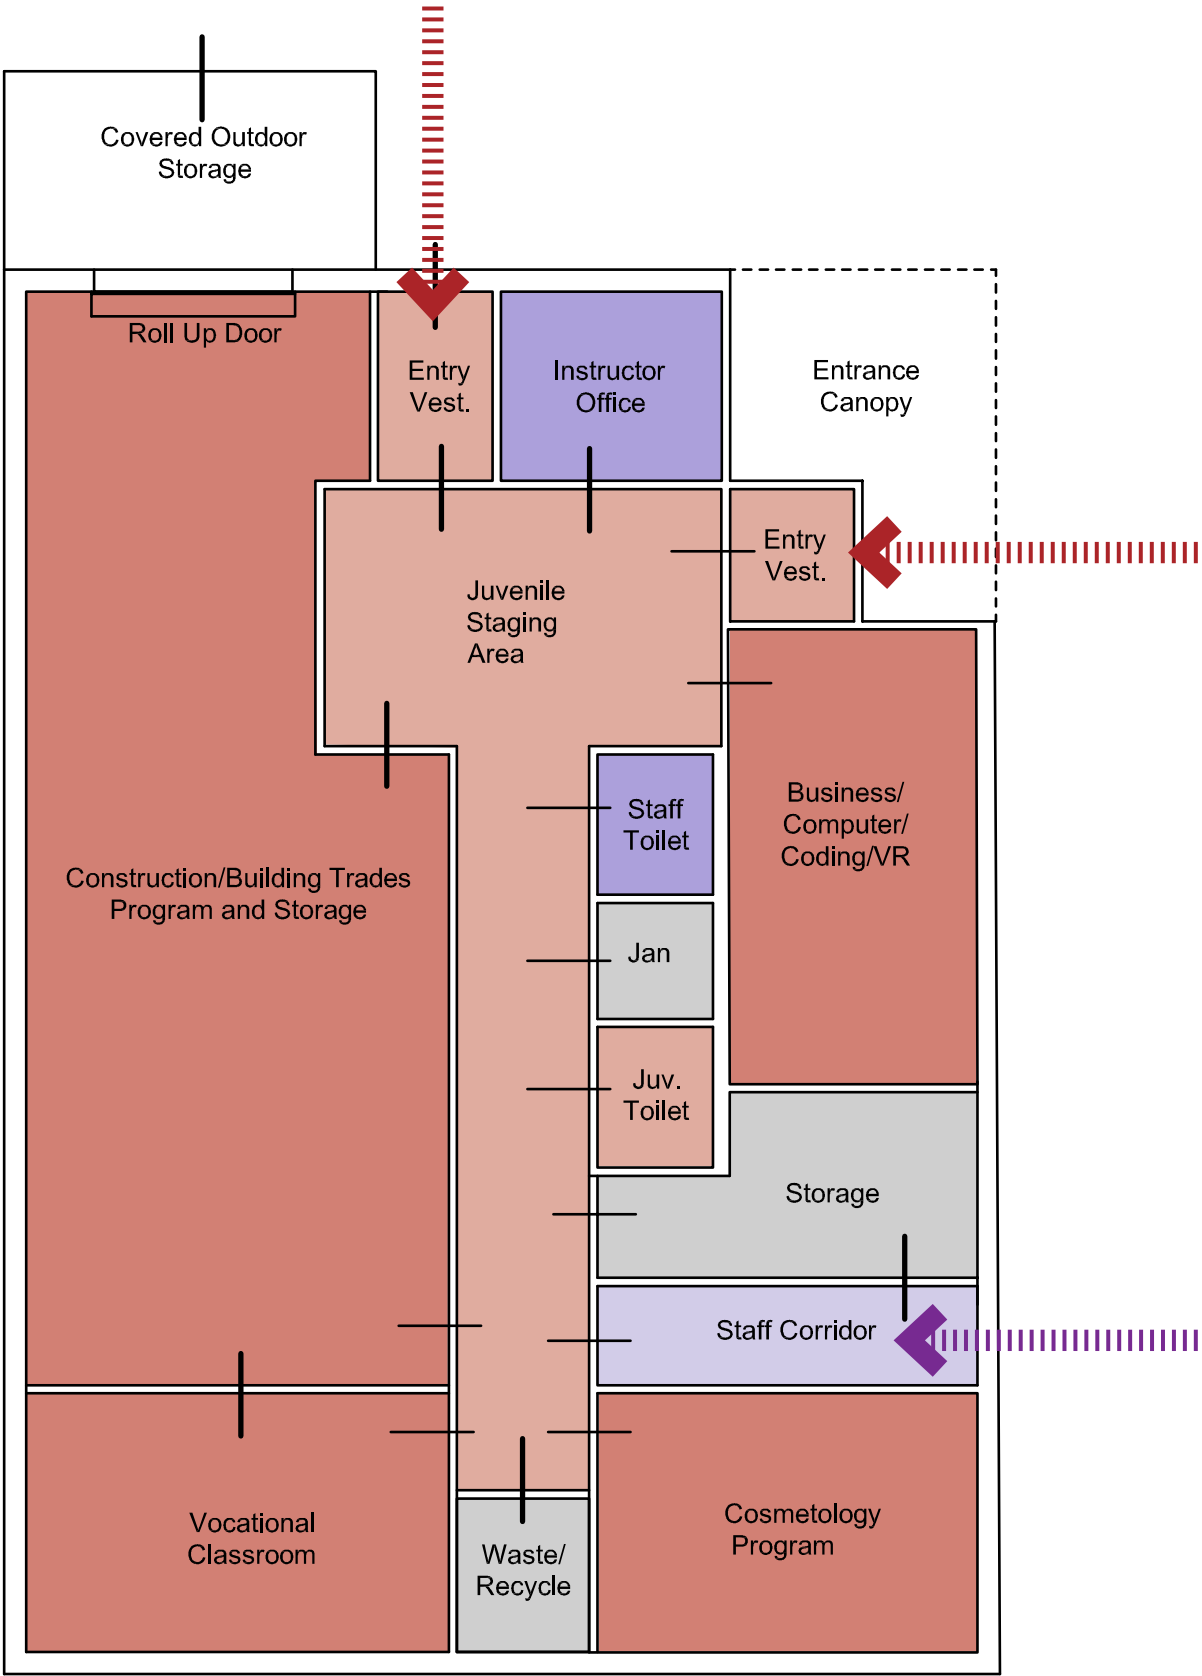 Covered Outdoor
Storage
Roll Up Door
Entry
Vest.
Instructor
Office
Entrance
Canopy
Entry
Vest.
Juvenile
Staging
Area
Staff
Toilet
Business/
Computer/
Coding/VR
Construction/Building Trades
Program and Storage
Jan
Juv.
Toilet
Storage
Staff Corridor
Vocational
Classroom
Waste/
Recycle
Cosmetology
Program